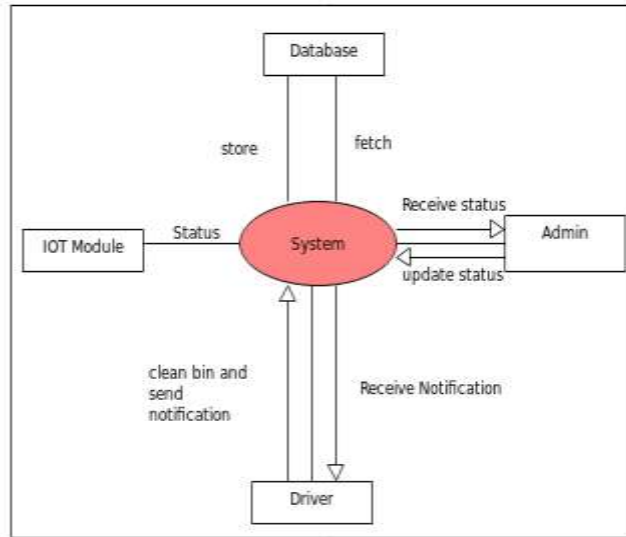 Database
store
fetch
Receive status
Status
IOT Module
System
Admin
update status
clean bin and
send
notification
Receive Notification
Driver